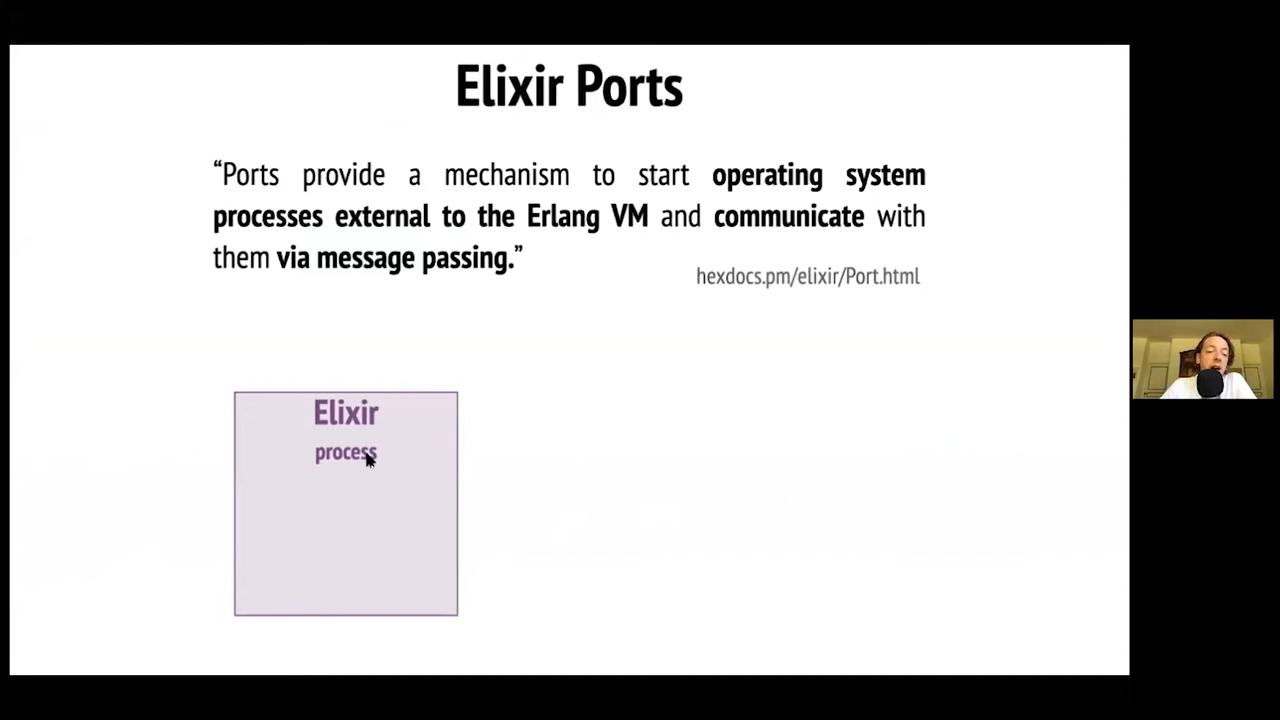 Elixir Ports
“Ports provide a mechanism to start operating system
processes external to the Erlang VM and communicate with
them via message passing.”
hexdocs.pm/elixir/Port.html
Elixir
process